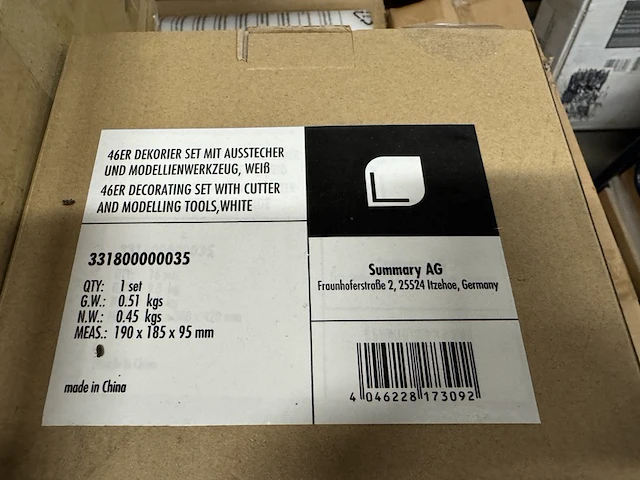 46ER DEKORIER SET MIT AUSSTECHER
UND MODELLIENWERKZEUG, WEIß
46ER DECORATING SET WITH CUTTER
AND MODELLING TOOLS,WHITE
331800000035
QTY: 1 set
G.W.: 0.51 kgs
N.W.: 0.45 kgs
MEAS.: 190 x 185 x 95 mm
made in China
Summary AG
Fraunhoferstraße 2, 25524 Itzehoe, Germany
4 046228 173092